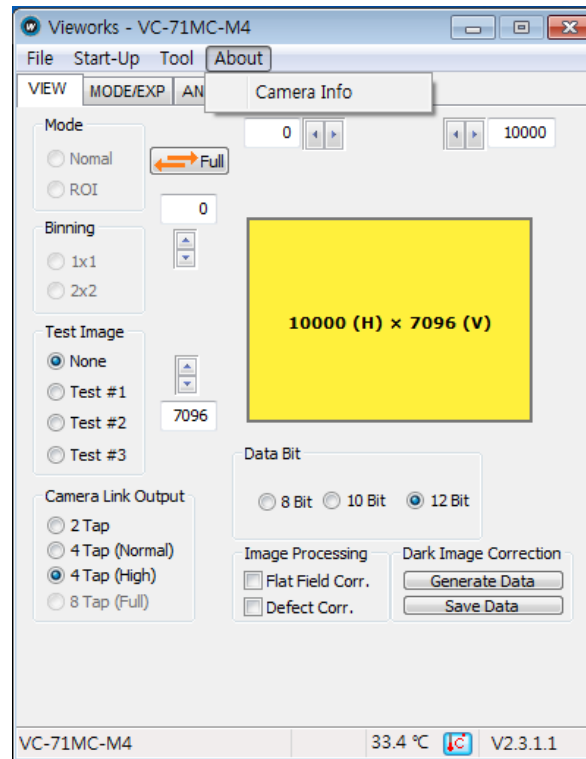 Vieworks - VC-71MC-M4
File Start-Up Tool About
VIEW MODE/EXP AN
Camera Info
Mode
Nomal
ROI
Full
0
10000
0
Binning
1x1
2x2
10000 (H) × 7096 (V)
Test Image
None
Test #1
Test #2
Test #3
7096
Data Bit
8 Bit 10 Bit 12 Bit
Camera Link Output
2 Tap
4 Tap (Normal)
4 Tap (High)
8 Tap (Full)
Image Processing
Flat Field Corr.
Defect Corr.
Dark Image Correction
Generate Data
Save Data
VC-71MC-M4 33.4 ℃ C V2.3.1.1